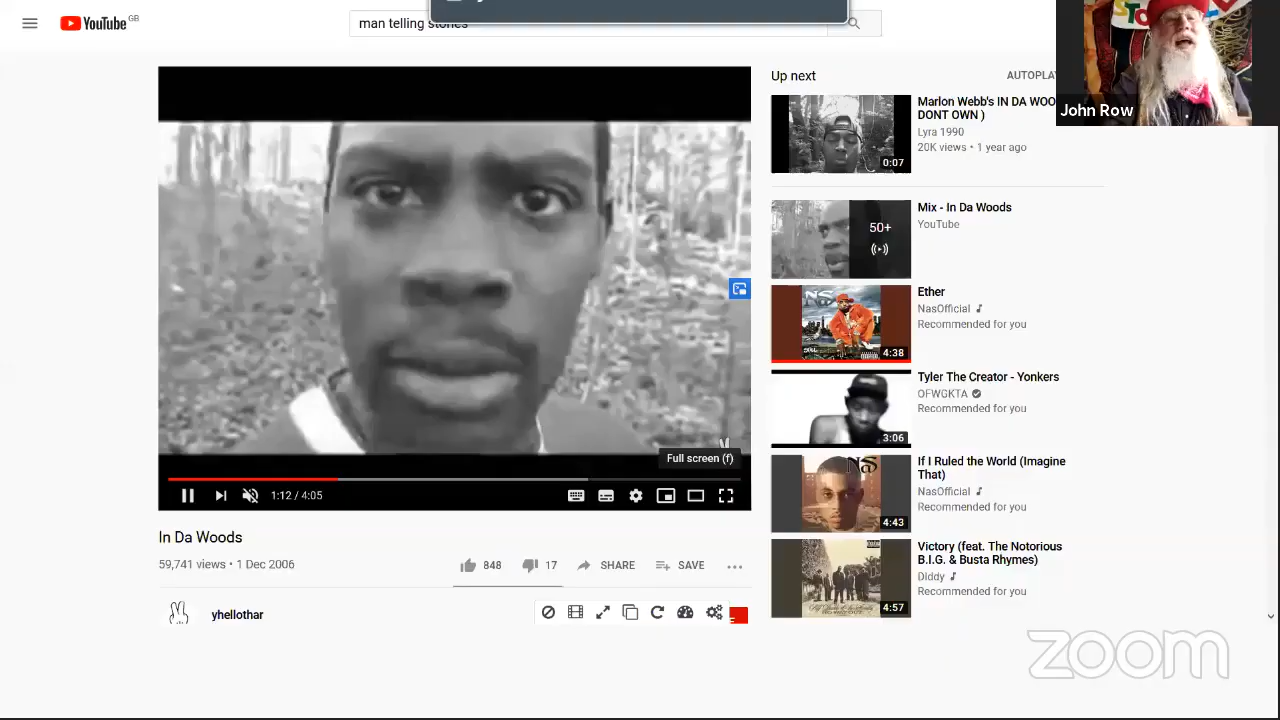 YouTube GB
man telling stories
John Row
Up next
AUTOPLAY
Marlon Webb's IN DA WOO
DONT OWN )
Lyra 1990
20K views • 1 year ago
0:07
Mix - In Da Woods
YouTube
50+
Ether
NasOfficial
Recommended for you
4:38
Tyler The Creator - Yonkers
OFWGKTA
Recommended for you
3:06
If I Ruled the World (Imagine
That)
NasOfficial
Recommended for you
NAS
4:43
Victory (feat. The Notorious
B.I.G. & Busta Rhymes)
Diddy
Recommended for you
4:57
Full screen (f)
1:12 / 4:05
In Da Woods
59,741 views • 1 Dec 2006
848
17
SHARE
SAVE
yhellothar
zoom